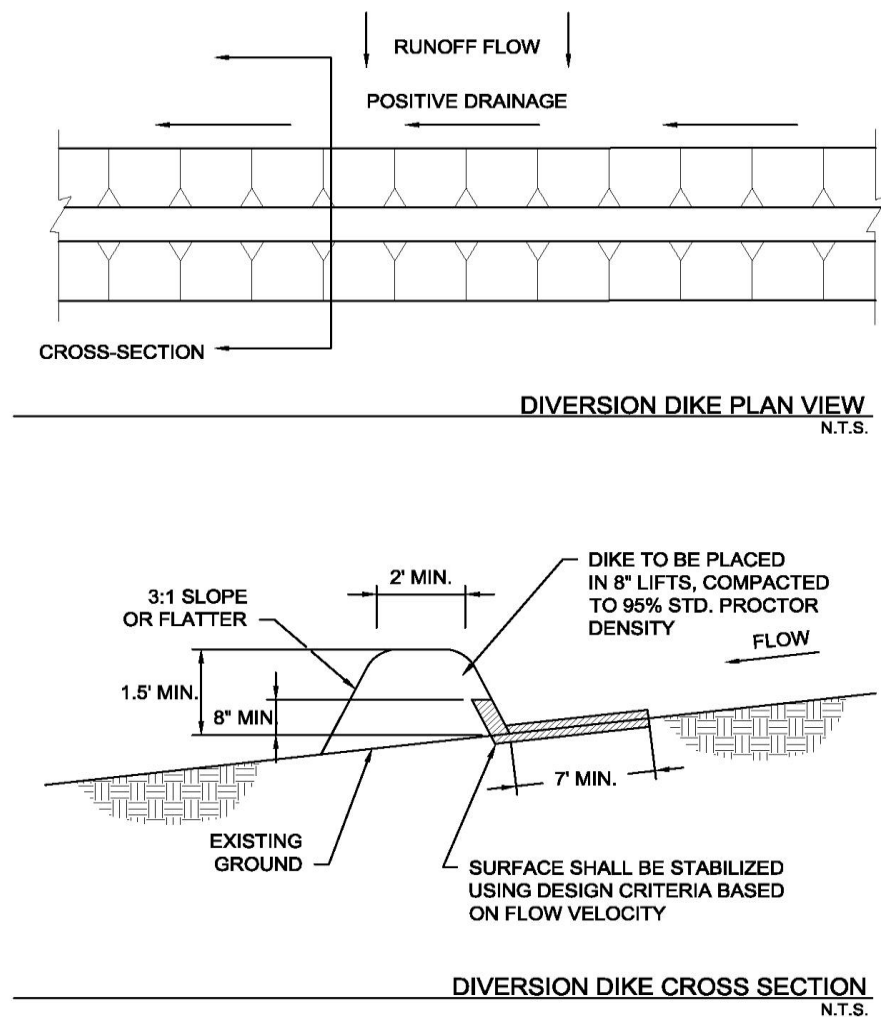 RUNOFF FLOW
POSITIVE DRAINAGE
CROSS-SECTION
DIVERSION DIKE PLAN VIEW
N.T.S.
2' MIN.
3:1 SLOPE
OR FLATTER
DIKE TO BE PLACED
IN 8" LIFTS, COMPACTED
TO 95% STD. PROCTOR
DENSITY
FLOW
1.5' MIN.
8" MIN
7' MIN.
EXISTING
GROUND
SURFACE SHALL BE STABILIZED
USING DESIGN CRITERIA BASED
ON FLOW VELOCITY
DIVERSION DIKE CROSS SECTION
N.T.S.